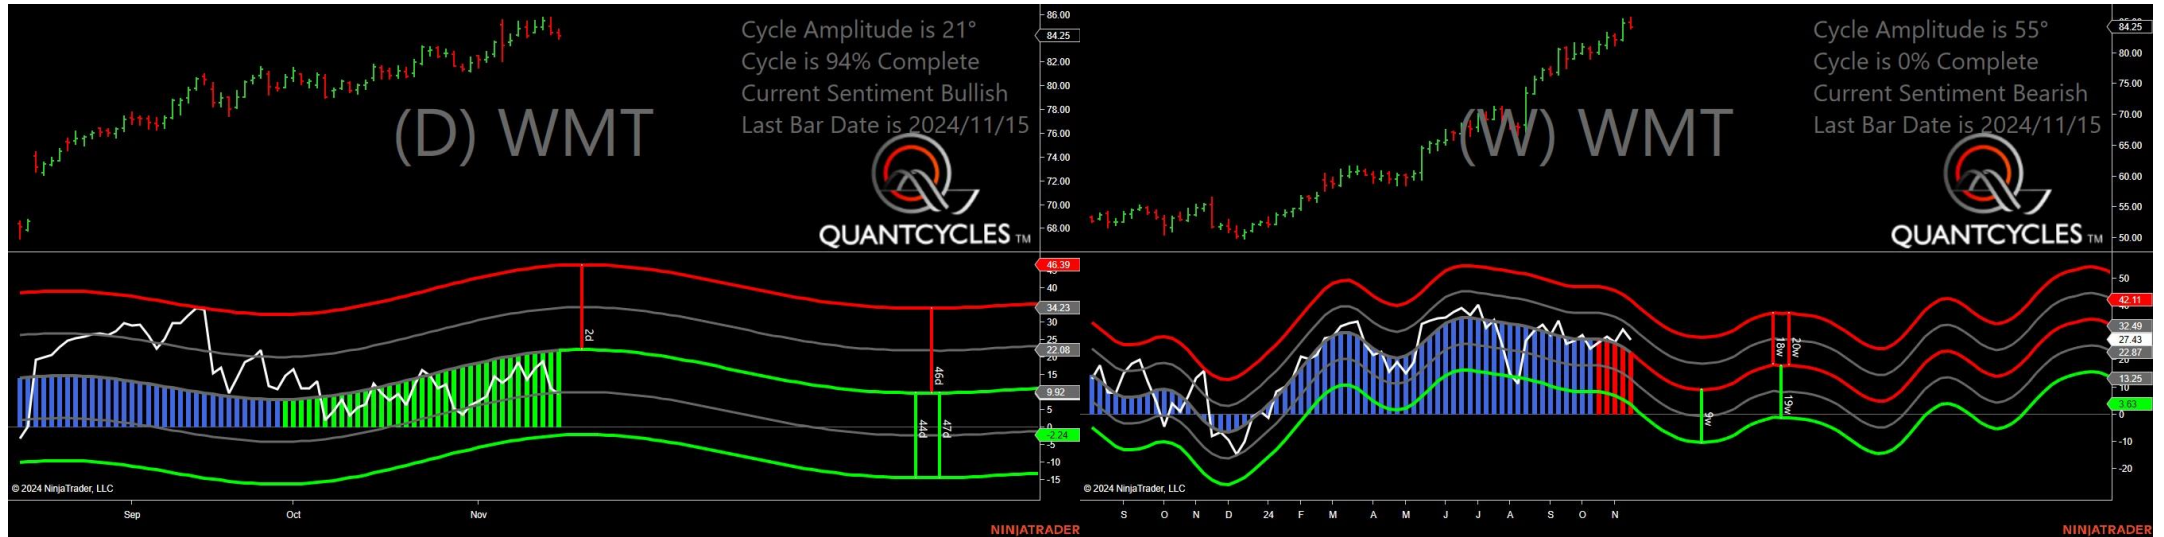 Cycle Amplitude is 21°
Cycle is 94% Complete
Current Sentiment Bullish
Last Bar Date is 2024/11/15
(D) WMT
QUANTCYCLES TM
86.00
84.25
82.00
80.00
78.00
76.00
74.00
72.00
70.00
68.00
46.39
40
34.23
30
25
22.08
15
9.92
5
0
-2.24
-5
-10
-15
2d
46d
44d
47d
© 2024 NinjaTrader, LLC
Sep Oct Nov
NINJATRADER
Cycle Amplitude is 55°
Cycle is 0% Complete
Current Sentiment Bearish
Last Bar Date is 2024/11/15
(W) WMT
QUANTCYCLES TM
84.25
80.00
75.00
70.00
65.00
60.00
55.00
50.00
50
42.11
32.49
27.43
22.87
13.25
10
3.63
0
-10
-20
9w
18w
20w
19w
© 2024 NinjaTrader, LLC
S O N D 24 F M A M J J A S O N
NINJATRADER